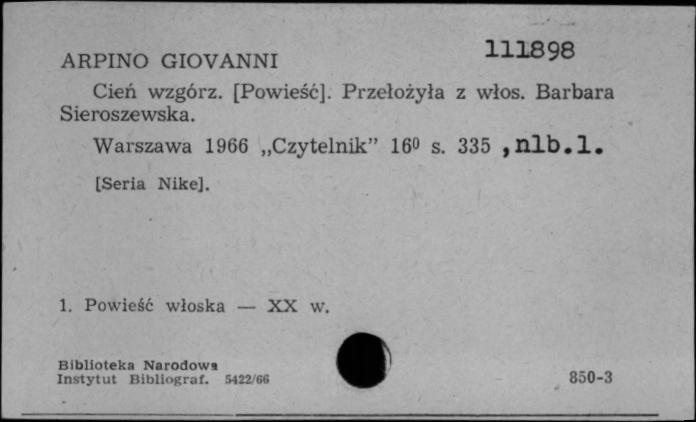 111898
ARPINO GIOVANNI
Cień wzgórz. [Powieść]. Przełożyła z włos. Barbara
Sieroszewska.
Warszawa 1966 „Czytelnik” 16⁰ s. 335 , nlb.1.
[Seria Nike].
1. Powieść włoska — XX w.
Biblioteka Narodowa
Instytut Bibliograf. 5422/66
850-3